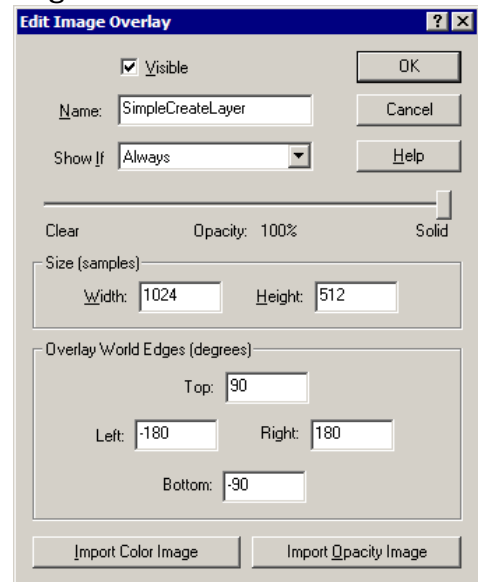 Edit Image Overlay ? X
Visible OK
Name: SimpleCreateLayer Cancel
Show If Always Help
Clear Opacity: 100% Solid
Size (samples)
Width: 1024 Height: 512
Overlay World Edges (degrees)
Top: 90
Left: -180 Right: 180
Bottom: -90
Import Color Image Import Opacity Image